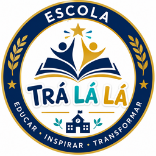 ESCOLA
TRÁ LÁ LÁ
EDUCAR • INSPIRAR • TRANSFORMAR